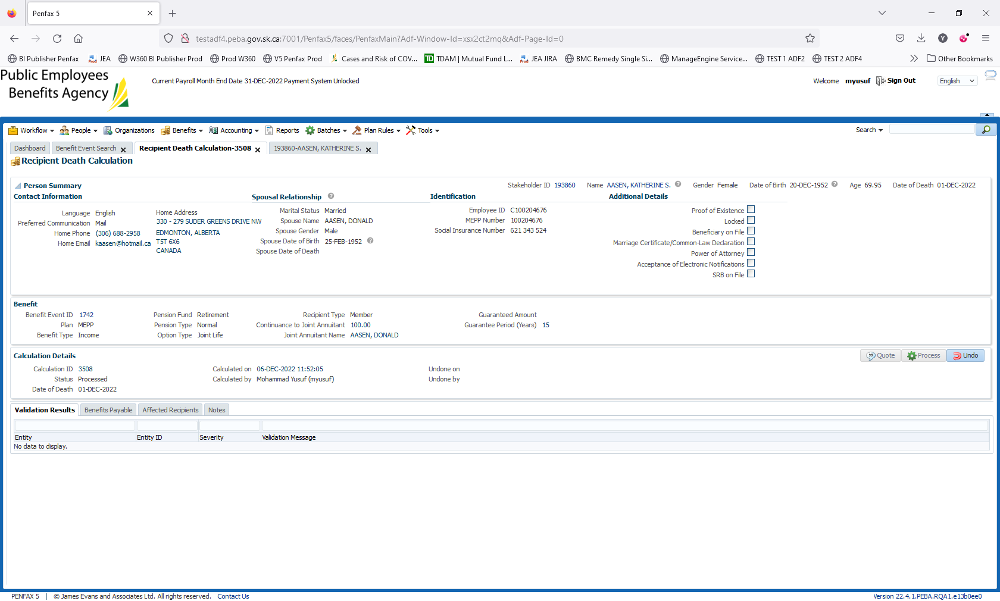 Penfax 5
testadf4.peba.gov.sk.ca:7001/Penfax5/faces/PenfaxMain?Adf-Window-Id=xsx2ct2mq&Adf-Page-Id=0
Y
BI Publisher Penfax JEA W360 BI Publisher Prod Prod W360 V5 Penfax Prod Cases and Risk of COV... TD TDAM | Mutual Fund L... JEA JIRA BMC Remedy Single Si... ManageEngine Service... TEST 1 ADF2 TEST 2 ADF4 Other Bookmarks
Public Employees
Benefits Agency
Current Payroll Month End Date 31-DEC-2022 Payment System Unlocked
Welcome myusuf Sign Out English
Workflow People Organizations Benefits Accounting Reports Batches Plan Rules Tools Search
Dashboard Benefit Event Search Recipient Death Calculation-3508 193860-AASEN, KATHERINE S.
Recipient Death Calculation
Person Summary Stakeholder ID 193860 Name AASEN, KATHERINE S. Gender Female Date of Birth 20-DEC-1952 Age 69.95 Date of Death 01-DEC-2022
Contact Information
Language English
Preferred Communication Mail
Home Phone (306) 688-2958
Home Email kaasen@hotmail.ca
Home Address
330 - 279 SUDER GREENS DRIVE NW
EDMONTON, ALBERTA
T5T 6X6
CANADA
Spousal Relationship
Marital Status Married
Spouse Name AASEN, DONALD
Spouse Gender Male
Spouse Date of Birth 25-FEB-1952
Spouse Date of Death
Identification
Employee ID C100204676
MEPP Number 100204676
Social Insurance Number 621 343 524
Additional Details
Proof of Existence
Locked
Beneficiary on File
Marriage Certificate/Common-Law Declaration
Power of Attorney
Acceptance of Electronic Notifications
SRB on File
Benefit
Benefit Event ID 1742 Pension Fund Retirement Recipient Type Member Guaranteed Amount
Plan MEPP Pension Type Normal Continuance to Joint Annuitant 100.00 Guarantee Period (Years) 15
Benefit Type Income Option Type Joint Life Joint Annuitant Name AASEN, DONALD
Calculation Details Quote Process Undo
Calculation ID 3508 Calculated on 06-DEC-2022 11:52:05 Undone on
Status Processed Calculated by Mohammad Yusuf (myusuf) Undone by
Date of Death 01-DEC-2022
Validation Results Benefits Payable Affected Recipients Notes
Entity Entity ID Severity Validation Message
No data to display.
PENFAX 5 | © James Evans and Associates Ltd. All rights reserved. Contact Us Version 22.4.1.PEBA.RQA1.e13b0ee0